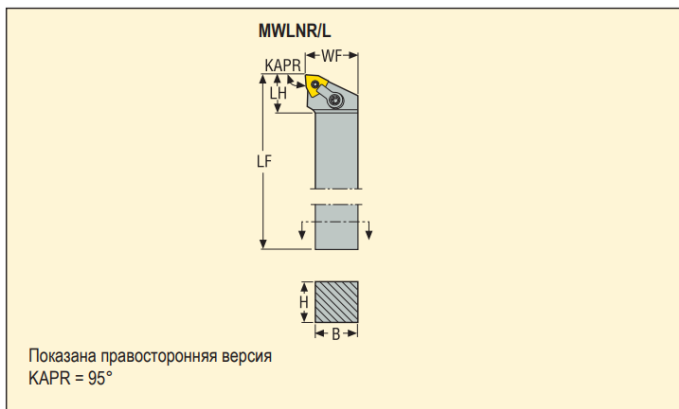 MWLNR/L
WF
KAPR
LH
LF
H
B
Показана правосторонняя версия
KAPR = 95°